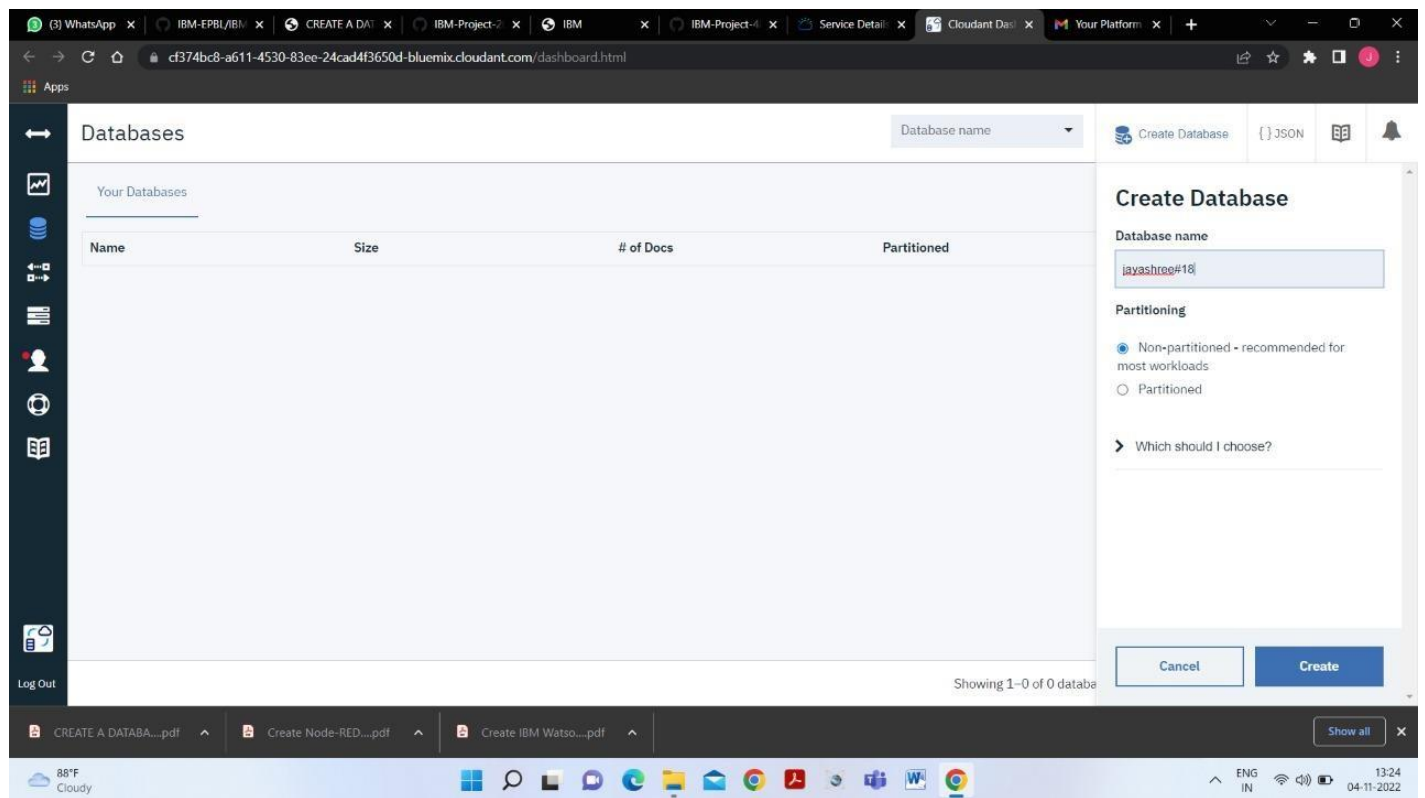 (3) WhatsApp
IBM-EPBL/IBM
CREATE A DAT
IBM-Project-2
IBM
IBM-Project-4
Service Detail
Cloudant Das
Your Platform
cf374bc8-a611-4530-83ee-24cad4f3650d-bluemix.cloudant.com/dashboard.html
J
Apps
Databases
Database name
Create Database
{ } JSON
Your Databases
Name Size # of Docs Partitioned
Create Database
Database name
jayashree#18
Partitioning
Non-partitioned - recommended for
most workloads
Partitioned
Which should I choose?
Cancel
Create
Log Out
Showing 1–0 of 0 databa
CREATE A DATABA....pdf
Create Node-RED....pdf
Create IBM Watso....pdf
Show all
88°F
Cloudy
ENG
IN
13:24
04-11-2022